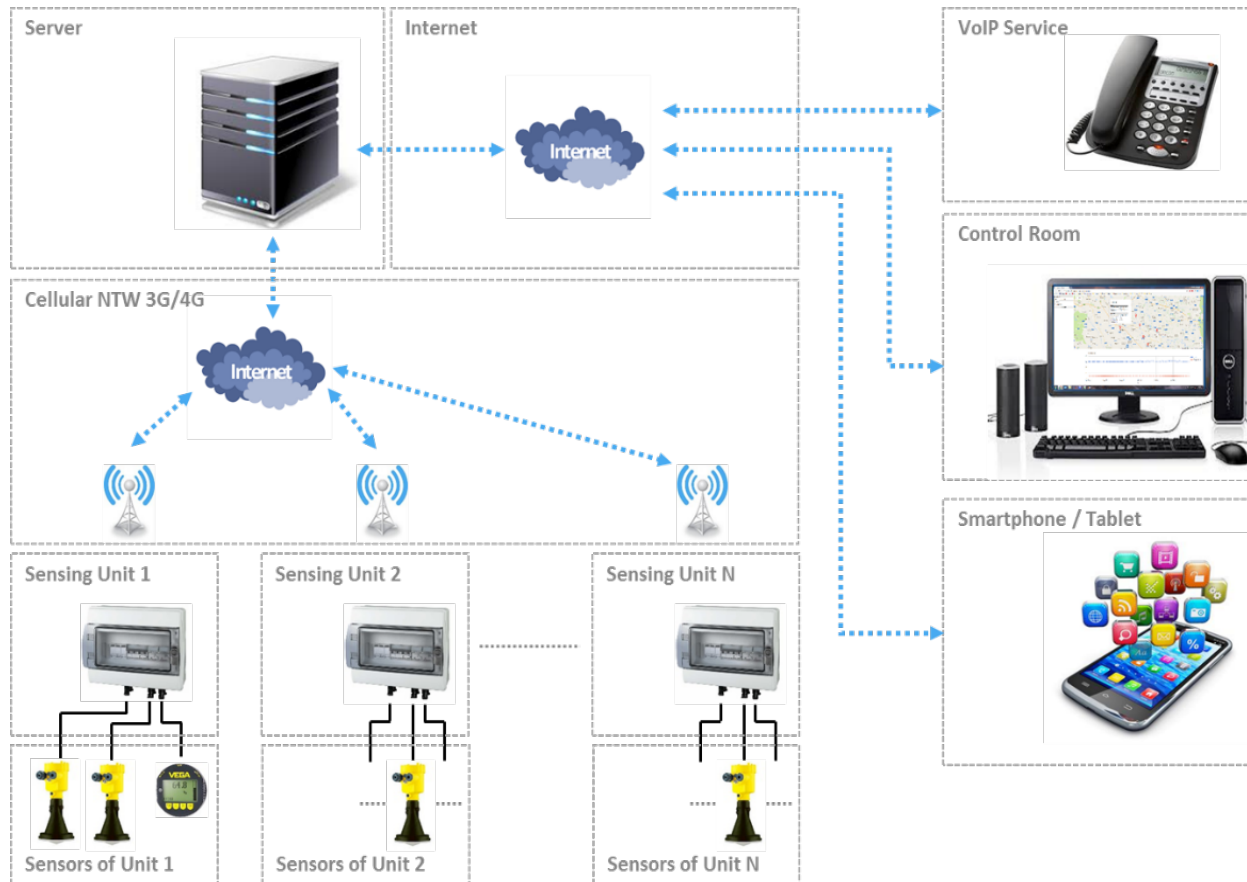 Server
Internet
VoIP Service
Internet
Control Room
Cellular NTW 3G/4G
Internet
DELL
Smartphone / Tablet
Sensing Unit 1
Sensing Unit 2
Sensing Unit N
VEGA
Sensors of Unit 1
Sensors of Unit 2
Sensors of Unit N